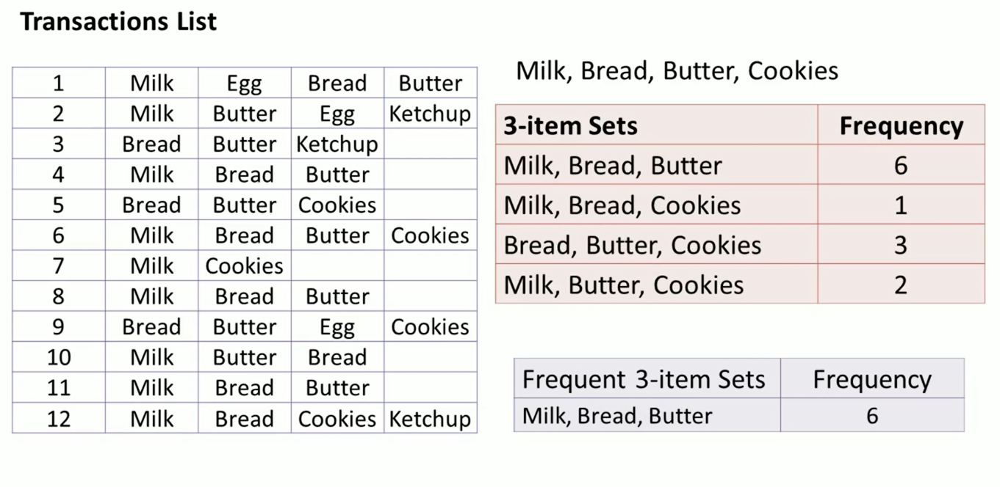 Transactions List
1 Milk Egg Bread Butter
2 Milk Butter Egg Ketchup
3 Bread Butter Ketchup
4 Milk Bread Butter
5 Bread Butter Cookies
6 Milk Bread Butter Cookies
7 Milk Cookies
8 Milk Bread Butter
9 Bread Butter Egg Cookies
10 Milk Butter Bread
11 Milk Bread Butter
12 Milk Bread Cookies Ketchup
Milk, Bread, Butter, Cookies
3-item Sets Frequency
Milk, Bread, Butter 6
Milk, Bread, Cookies 1
Bread, Butter, Cookies 3
Milk, Butter, Cookies 2
Frequent 3-item Sets Frequency
Milk, Bread, Butter 6